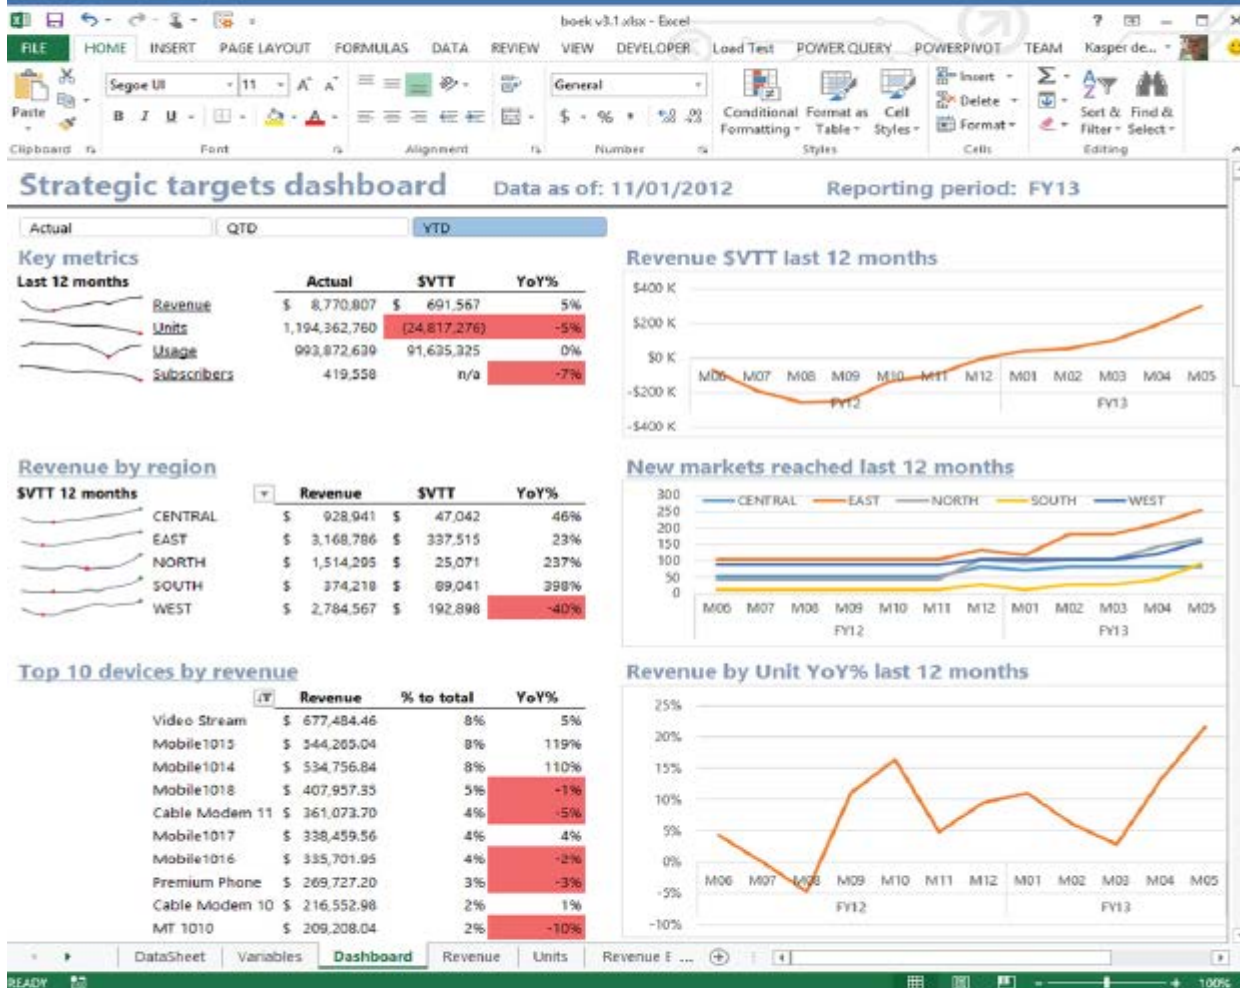 boek v3.1.xlsx - Excel
FILE HOME INSERT PAGE LAYOUT FORMULAS DATA REVIEW VIEW DEVELOPER Load Test POWER QUERY POWERPIVOT TEAM Kasper de...
Paste
Segoe UI 11
B I U
General
$ - % ,
Conditional Formatting
Format as Table
Cell Styles
Insert
Delete
Format
Sort & Filter
Find & Select
Clipboard Font Alignment Number Styles Cells Editing
Strategic targets dashboard Data as of: 11/01/2012 Reporting period: FY13
Actual QTD YTD
Key metrics
Last 12 months Actual $VTT YoY%
Revenue $ 8,770,807 $ 691,567 5%
Units 1,194,362,760 (24,817,276) -5%
Usage 993,872,639 91,635,325 0%
Subscribers 419,558 n/a -7%
Revenue $VTT last 12 months
$400 K
$200 K
$0 K
-$200 K
-$400 K
M06 M07 M08 M09 M10 M11 M12 M01 M02 M03 M04 M05
FY12 FY13
Revenue by region
$VTT 12 months Revenue $VTT YoY%
CENTRAL $ 928,941 $ 47,042 46%
EAST $ 3,168,786 $ 337,515 23%
NORTH $ 1,514,295 $ 25,071 237%
SOUTH $ 374,218 $ 89,041 398%
WEST $ 2,784,567 $ 192,898 -40%
New markets reached last 12 months
CENTRAL EAST NORTH SOUTH WEST
300
250
200
150
100
50
0
M06 M07 M08 M09 M10 M11 M12 M01 M02 M03 M04 M05
FY12 FY13
Top 10 devices by revenue
Revenue % to total YoY%
Video Stream $ 677,484.46 8% 5%
Mobile1015 $ 544,265.04 8% 119%
Mobile1014 $ 534,756.84 8% 110%
Mobile1018 $ 407,957.35 5% -1%
Cable Modem 11 $ 361,073.70 4% -5%
Mobile1017 $ 338,459.56 4% 4%
Mobile1016 $ 335,701.95 4% -2%
Premium Phone $ 269,727.20 3% -3%
Cable Modem 10 $ 216,552.98 2% 1%
MT 1010 $ 209,208.04 2% -10%
Revenue by Unit YoY% last 12 months
25%
20%
15%
10%
5%
0%
-5%
-10%
M06 M07 M08 M09 M10 M11 M12 M01 M02 M03 M04 M05
FY12 FY13
DataSheet Variables Dashboard Revenue Units Revenue E ...
READY 100%